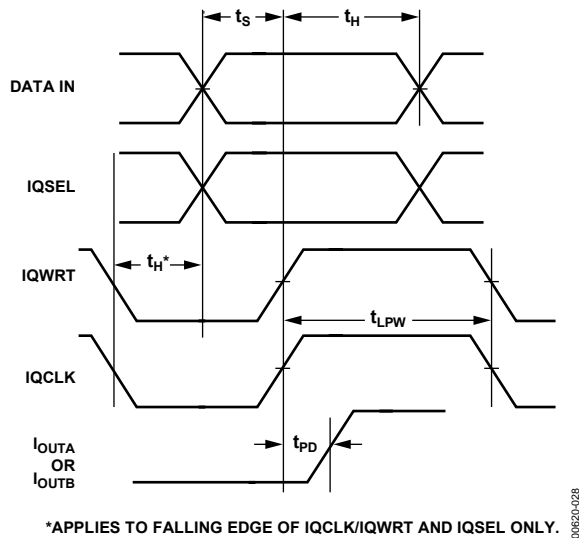 tS
tH
DATA IN
IQSEL
tH*
IQWRT
tLPW
IQCLK
tPD
IOUTA
OR
IOUTB
*APPLIES TO FALLING EDGE OF IQCLK/IQWRT AND IQSEL ONLY.
00620-028